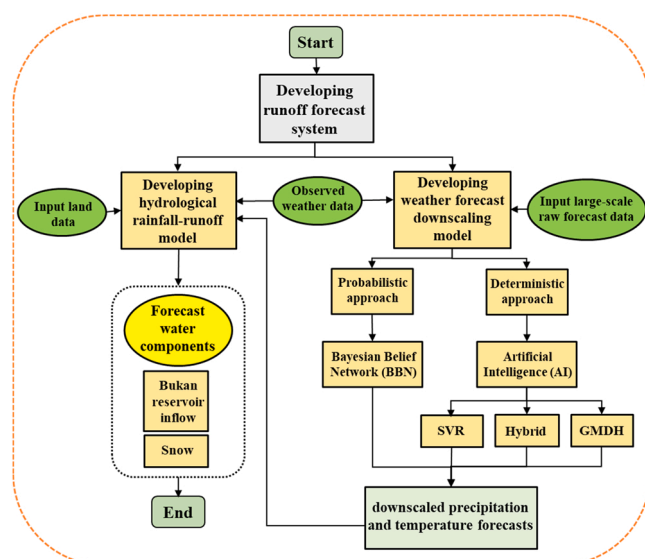 Start
Developing
runoff forecast
system
Input land
data
Developing
hydrological
rainfall-runoff
model
Observed
weather data
Developing
weather forecast
downscaling
model
Input large-scale
raw forecast data
Probabilistic
approach
Deterministic
approach
Forecast
water
components
Bayesian Belief
Network (BBN)
Artificial
Intelligence (AI)
Bukan
reservoir
inflow
SVR
Hybrid
GMDH
Snow
End
downscaled precipitation
and temperature forecasts